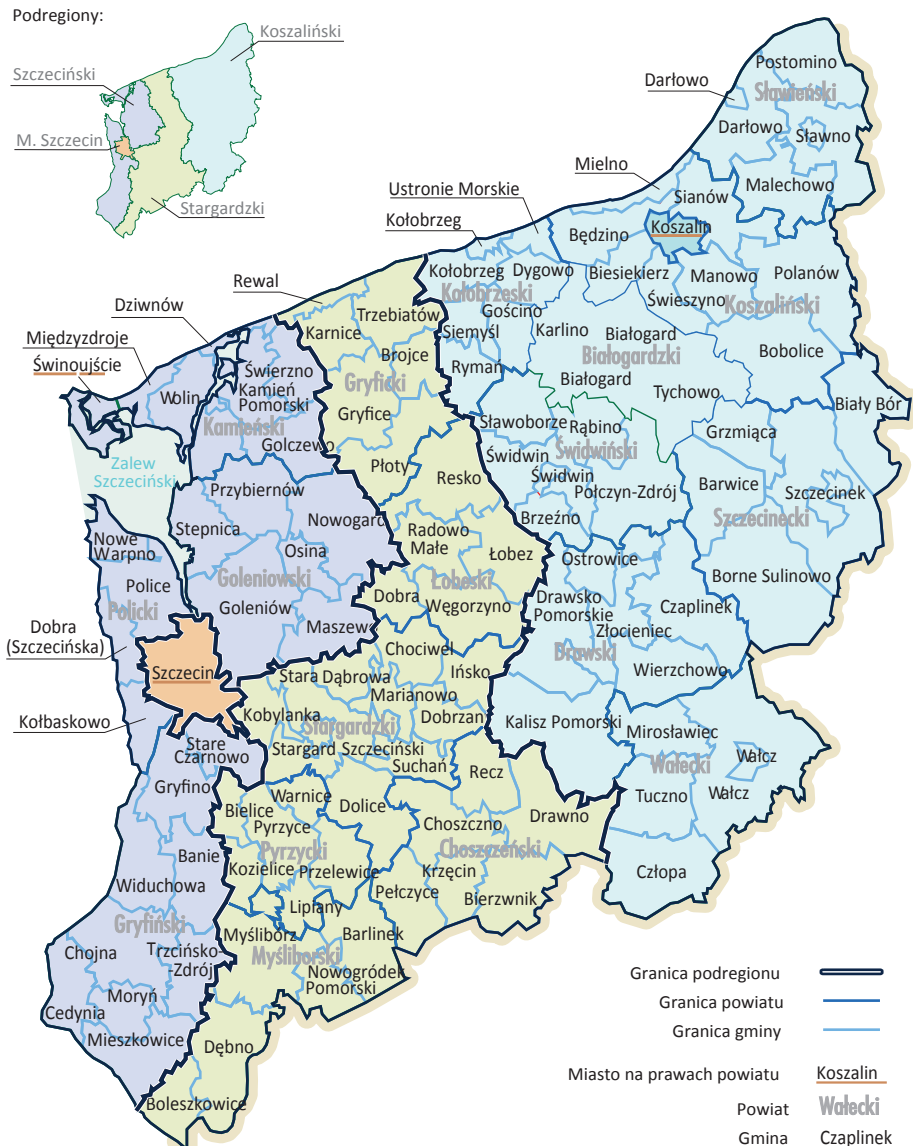 Podregiony:
Koszaliński
Szczeciński
M. Szczecin
Stargardzki
Postomino
Darłowo
Sławieński
Darłowo
Sławno
Mielno
Malechowo
Ustronie Morskie
Sianów
Kołobrzeg
Będzino
Koszalin
Kołobrzeg
Dygowo
Biesiekierz
Manowo
Polanów
Rewal
Kołobrzeski
Świeszyno
Koszaliński
Dziwnów
Trzebiatów
Gościno
Karnice
Siemyśl
Karlino
Białogard
Międzyzdroje
Brojce
Białogardzki
Bobolice
Świnoujście
Świerzno
Gryficki
Rymań
Białogard
Wolin
Kamień
Pomorski
Tychowo
Biały Bór
Kamieński
Gryfice
Sławoborze
Rąbino
Grzmiąca
Golczewo
Świdwiński
Zalew
Szczeciński
Płoty
Resko
Świdwin
Świdwin
Połczyn-Zdrój
Barwice
Szczecinek
Przybiernów
Szczecinecki
Stepnica
Nowogard
Brzeźno
Nowe
Warpno
Osina
Radowo
Małe
Łobez
Ostrowice
Goleniowski
Łobeski
Borne Sulinowo
Police
Dobra
Węgorzyno
Drawsko
Pomorskie
Czaplinek
Policki
Goleniów
Maszewo
Złocieniec
Dobra
(Szczecińska)
Chociwel
Drawski
Wierzchowo
Szczecin
Stara Dąbrowa
Ińsko
Marianowo
Kołbaskowo
Kobylanka
Stargardzki
Dobrzany
Kalisz Pomorski
Mirosławiec
Stare
Czarnowo
Stargard Szczeciński
Suchań
Recz
Wałecki
Wałcz
Gryfino
Warnice
Dolice
Tuczno
Wałcz
Bielice
Pyrzyce
Choszczno
Drawno
Banie
Pyrzycki
Choszczeński
Kozielice
Przelewice
Krzęcin
Człopa
Widuchowa
Pełczyce
Bierzwnik
Lipiany
Gryfiński
Myślibórz
Barlinek
Chojna
Trzcińsko-
Zdrój
Myśliborski
Nowogródek
Pomorski
Moryń
Cedynia
Mieszkowice
Dębno
Boleszkowice
Granica podregionu
Granica powiatu
Granica gminy
Miasto na prawach powiatu Koszalin
Powiat Wałecki
Gmina Czaplinek